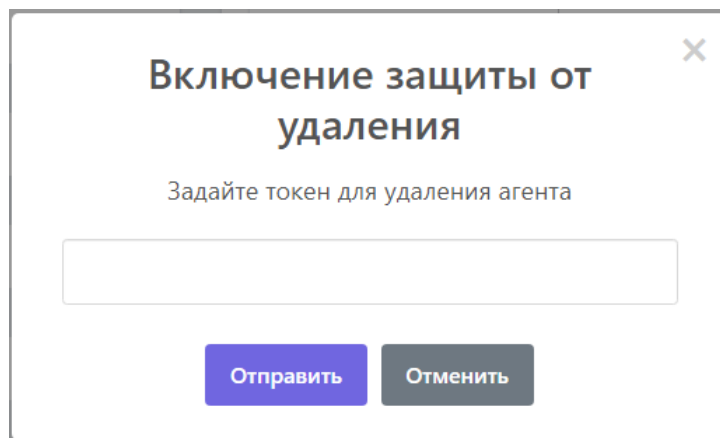 Включение защиты от
удаления
Задайте токен для удаления агента
Отправить
Отменить